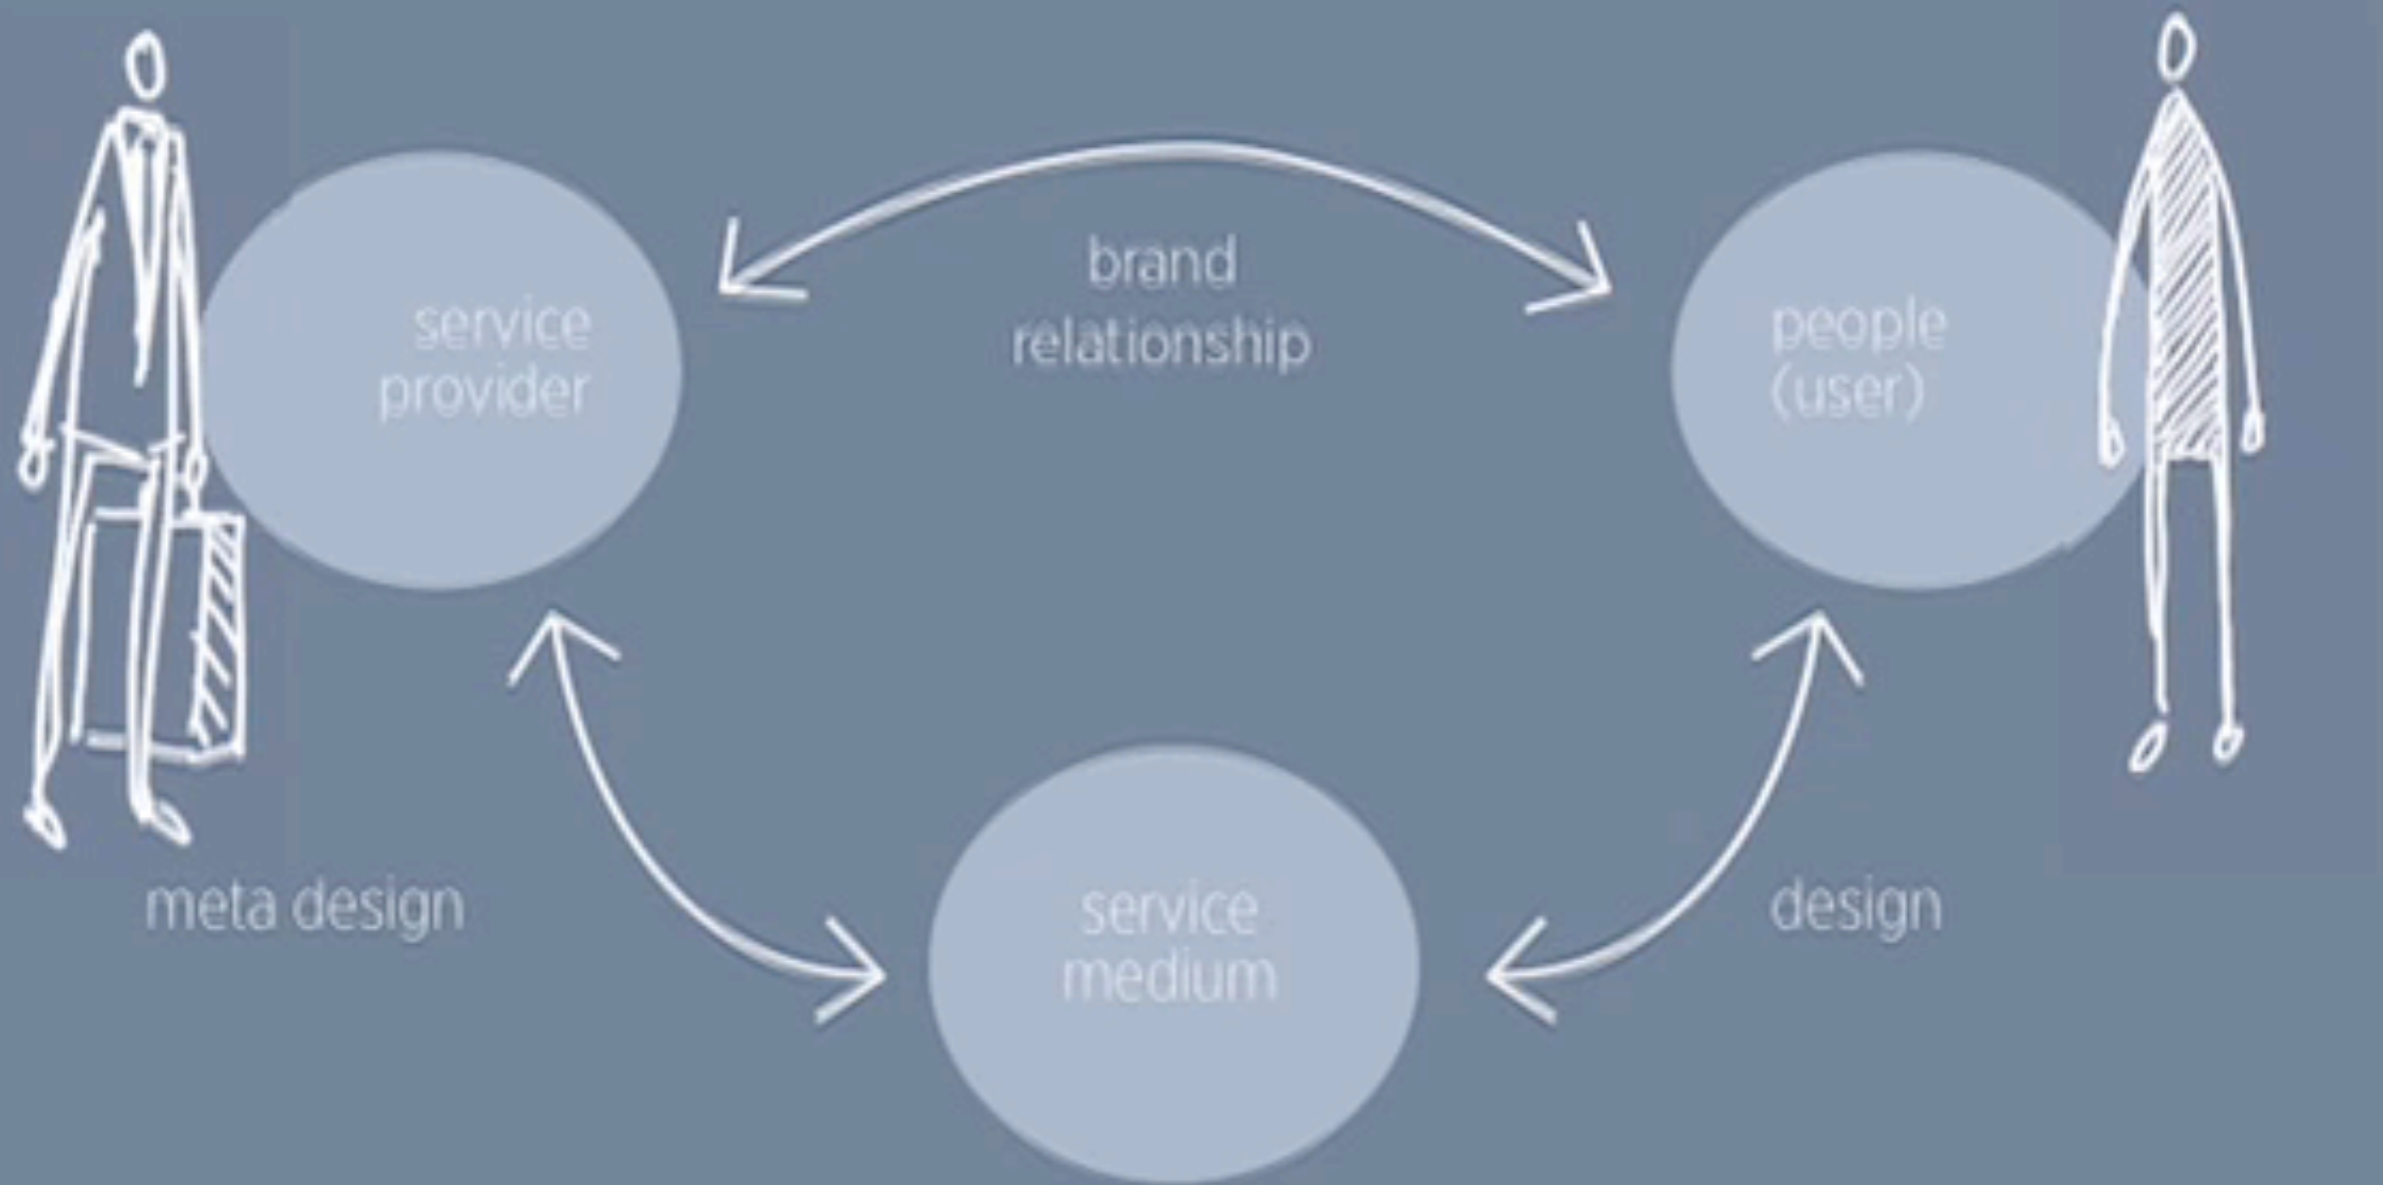 service
provider
brand
relationship
people
(user)
meta design
service
medium
design